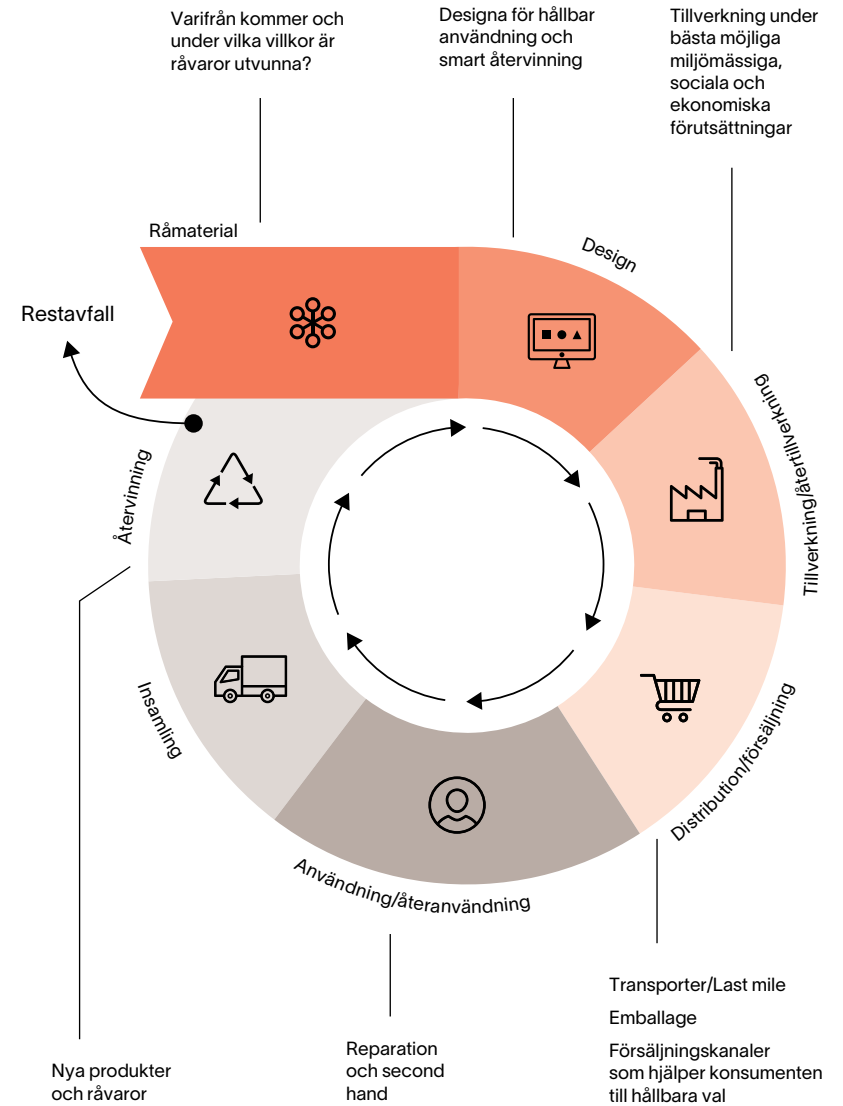 Varifrån kommer och
under vilka villkor är
råvaror utvunna?
Designa för hållbar
användning och
smart återvinning
Tillverkning under
bästa möjliga
miljömässiga,
sociala och
ekonomiska
förutsättningar
Råmaterial
Design
Restavfall
Tillverkning/återtillverkning
Återvinning
Insamling
Distribution/försäljning
Användning/återanvändning
Transporter/Last mile
Emballage
Försäljningskanaler
som hjälper konsumenten
till hållbara val
Reparation
och second
hand
Nya produkter
och råvaror